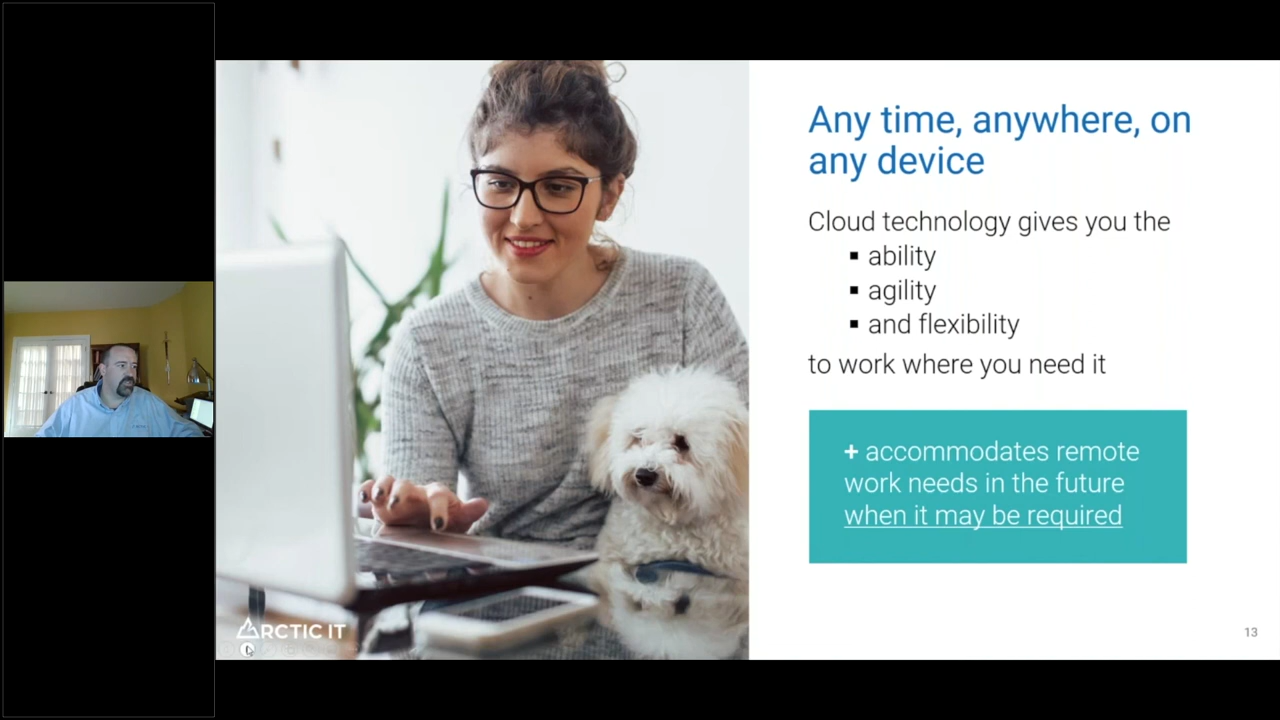 Any time, anywhere, on
any device
Cloud technology gives you the
▪ ability
▪ agility
▪ and flexibility
to work where you need it
+ accommodates remote
work needs in the future
when it may be required
ARCTIC IT
13